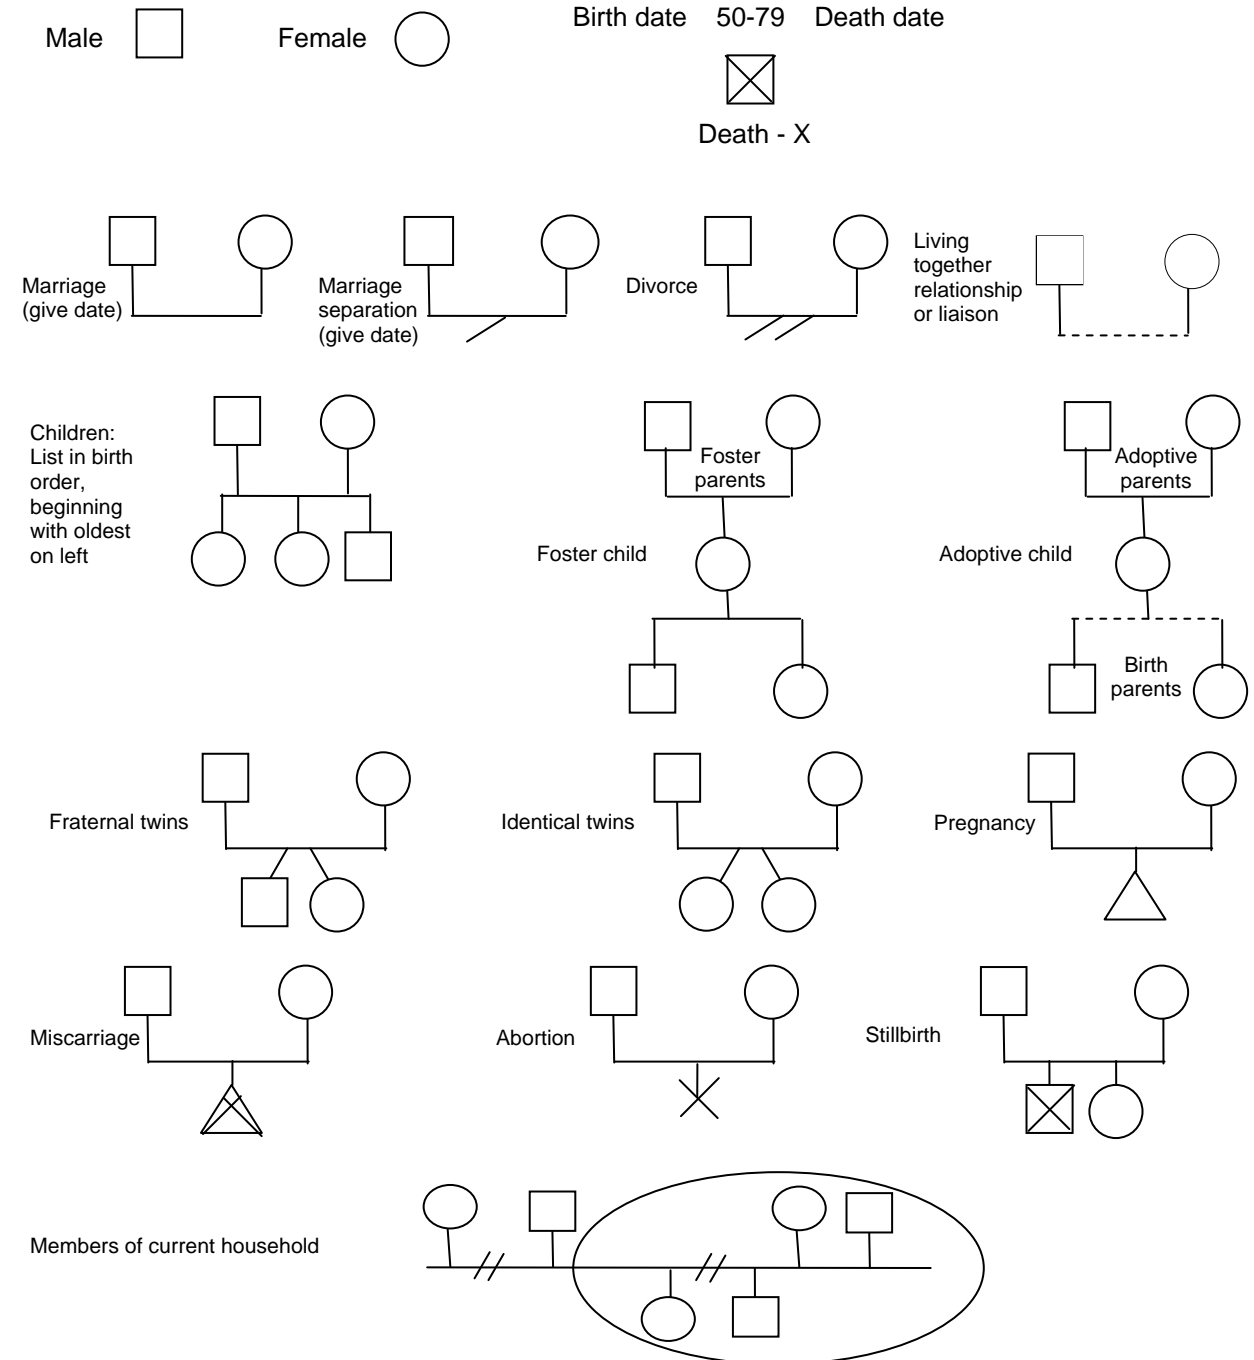 Male
Female
Birth date 50-79 Death date
Death - X
Marriage
(give date)
Marriage
separation
(give date)
Divorce
Living
together
relationship
or liaison
Children:
List in birth
order,
beginning
with oldest
on left
Foster
parents
Foster child
Adoptive
parents
Adoptive child
Birth
parents
Fraternal twins
Identical twins
Pregnancy
Miscarriage
Abortion
Stillbirth
Members of current household